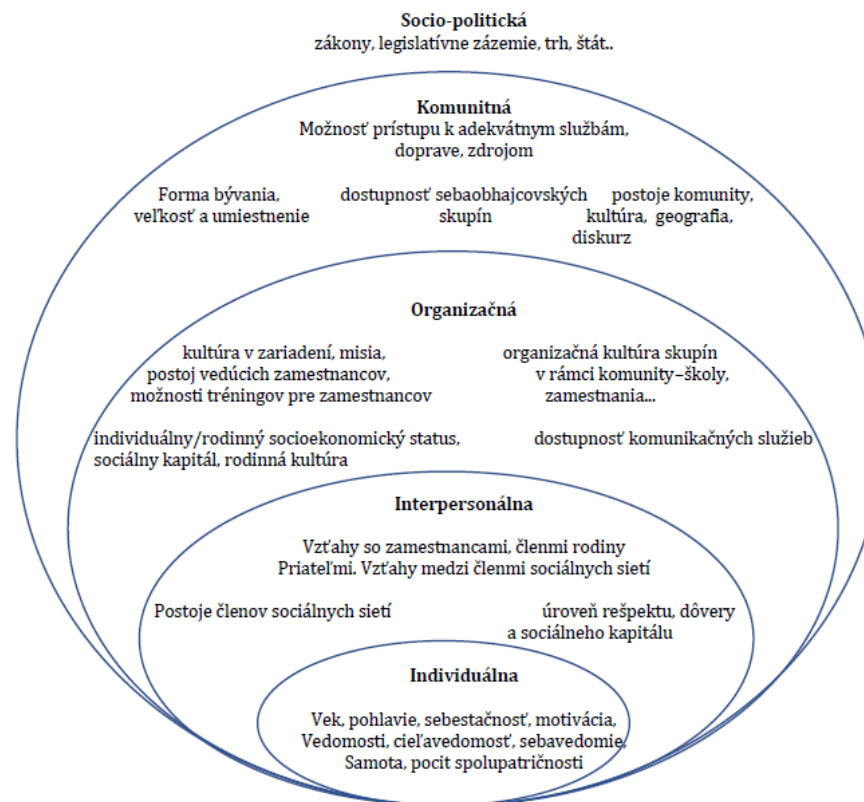 Socio-politická
zákony, legislatívne zázemie, trh, štát..
Komunitná
Možnosť prístupu k adekvátnym službám,
doprave, zdrojom
Forma bývania,
veľkosť a umiestnenie
dostupnosť sebaobhajcovských
skupín
postoje komunity,
kultúra, geografia,
diskurz
Organizačná
kultúra v zariadení, misia,
postoj vedúcich zamestnancov,
možnosti tréningov pre zamestnancov
organizačná kultúra skupín
v rámci komunity–školy,
zamestnania...
individuálny/rodinný socioekonomický status,
sociálny kapitál, rodinná kultúra
dostupnosť komunikačných služieb
Interpersonálna
Vzťahy so zamestnancami, členmi rodiny
Priateľmi. Vzťahy medzi členmi sociálnych sietí
Postoje členov sociálnych sietí
úroveň rešpektu, dôvery
a sociálneho kapitálu
Individuálna
Vek, pohlavie, sebestačnosť, motivácia,
Vedomosti, cieľavedomosť, sebavedomie,
Samota, pocit spolupatričnosti